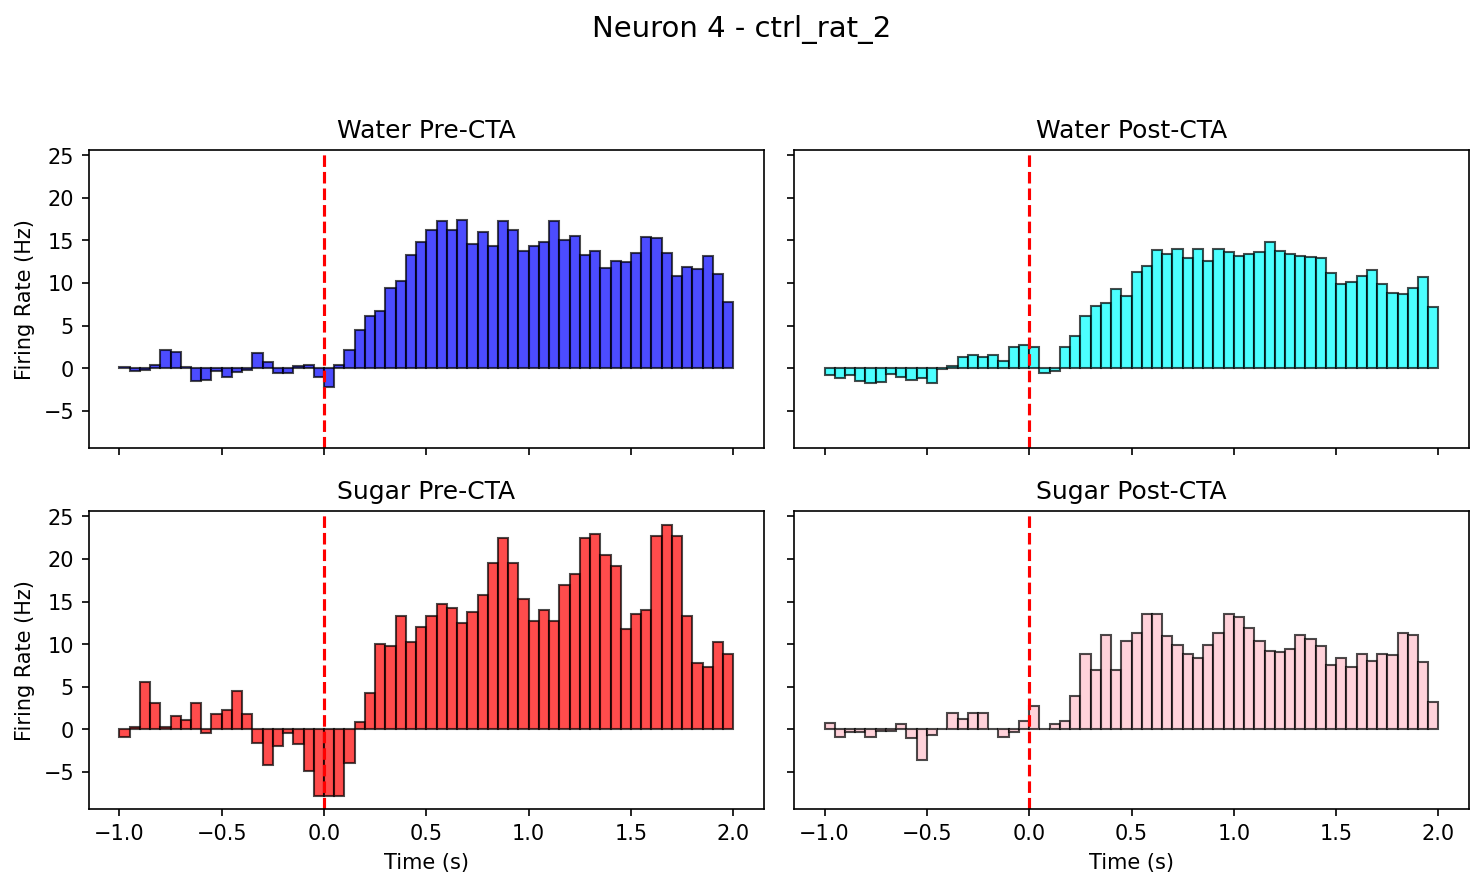 Neuron 4 - ctrl_rat_2
Water Pre-CTA
Water Post-CTA
25
20
15
10
5
0
−5
Firing Rate (Hz)
Sugar Pre-CTA
Sugar Post-CTA
25
20
15
10
5
0
−5
Firing Rate (Hz)
−1.0 −0.5 0.0 0.5 1.0 1.5 2.0
−1.0 −0.5 0.0 0.5 1.0 1.5 2.0
Time (s)
Time (s)